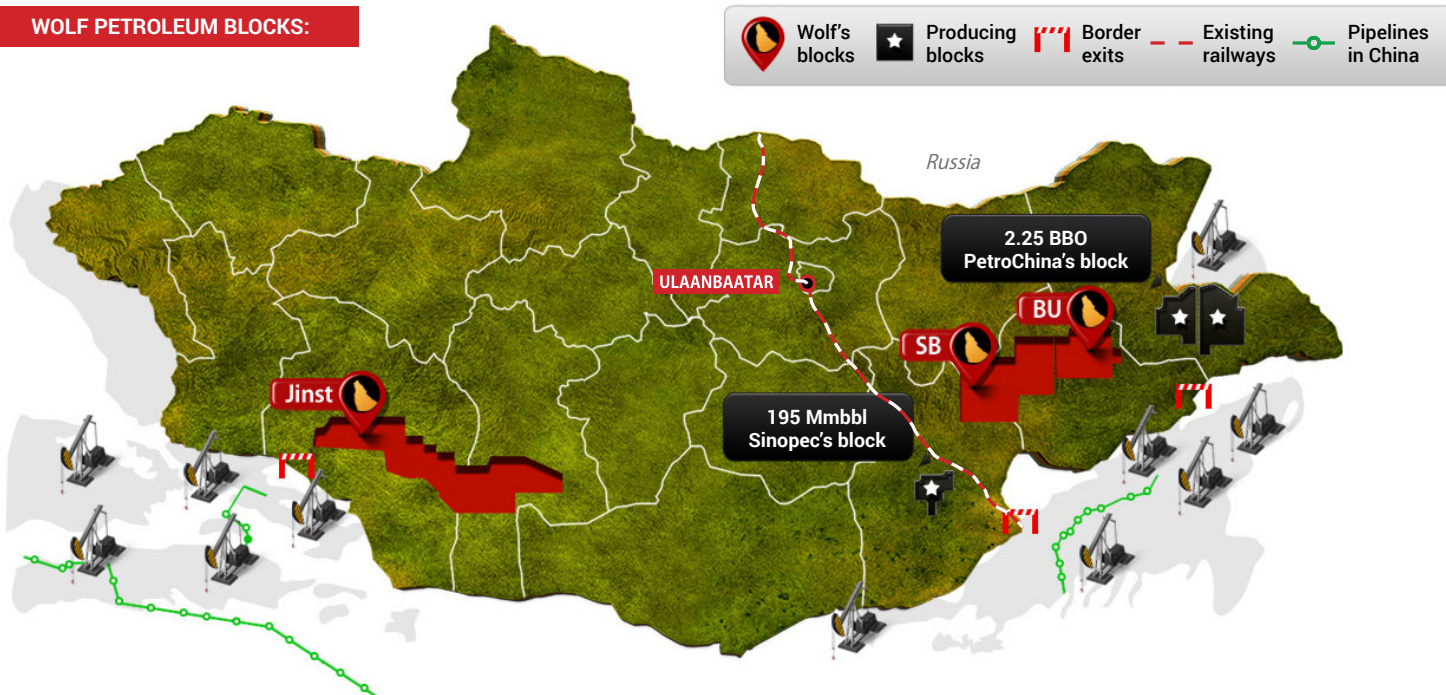 WOLF PETROLEUM BLOCKS:
Wolf's
blocks
Producing
blocks
Border
exits
Existing
railways
Pipelines
in China
Russia
2.25 BBO
PetroChina's block
ULAANBAATAR
BU
SB
Jinst
195 Mmbbl
Sinopec's block